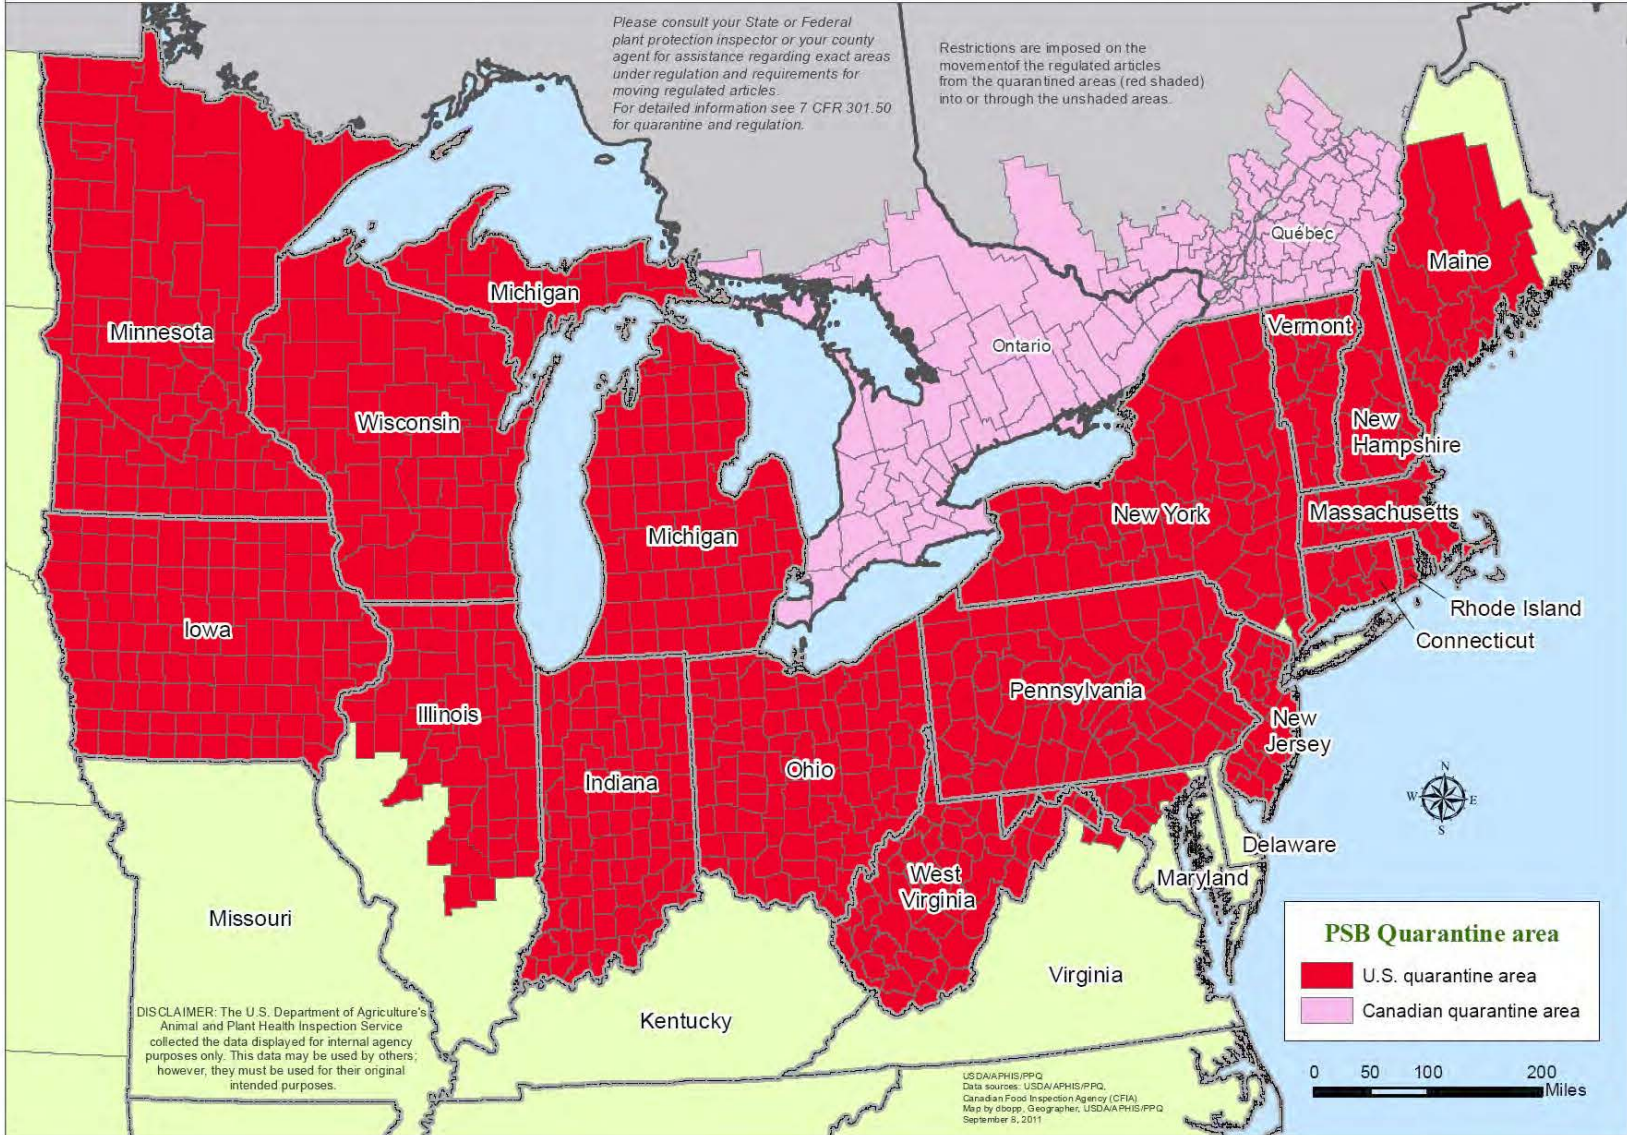 Please consult your State or Federal
plant protection inspector or your county
agent for assistance regarding exact areas
under regulation and requirements for
moving regulated articles.
For detailed information see 7 CFR 301.50
for quarantine and regulation.
Restrictions are imposed on the
movementof the regulated articles
from the quarantined areas (red shaded)
into or through the unshaded areas.
Québec
Maine
Michigan
Minnesota
Vermont
Ontario
Wisconsin
New
Hampshire
New York
Massachusetts
Michigan
Rhode Island
Iowa
Connecticut
Pennsylvania
Illinois
New
Jersey
Ohio
Indiana
N
W
E
S
Delaware
West
Virginia
Maryland
Missouri
Virginia
Kentucky
PSB Quarantine area
U.S. quarantine area
Canadian quarantine area
DISCLAIMER: The U.S. Department of Agriculture's
Animal and Plant Health Inspection Service
collected the data displayed for internal agency
purposes only. This data may be used by others;
however, they must be used for their original
intended purposes.
USDA/APHIS/PPQ
Data sources: USDA/APHIS/PPQ,
Canadian Food Inspection Agency (CFIA)
Map by dbopp, Geographer, USDA/APHIS/PPQ
September 8, 2011
0 50 100 200
Miles